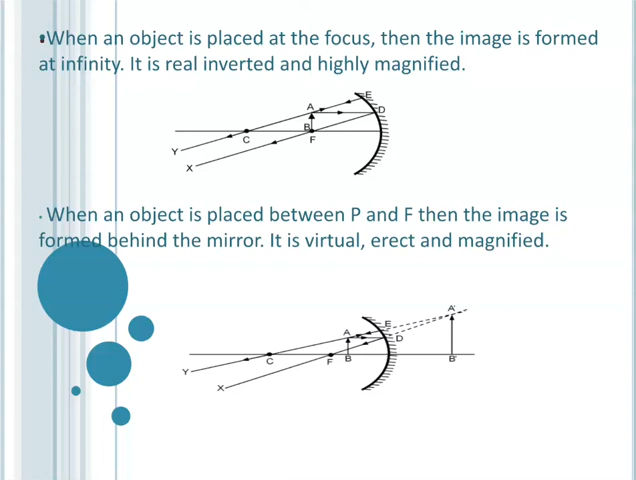 When an object is placed at the focus, then the image is formed
at infinity. It is real inverted and highly magnified.
E
A
D
B
C
F
Y
X
When an object is placed between P and F then the image is
formed behind the mirror. It is virtual, erect and magnified.
A'
E
A
D
C
F
B
B'
Y
X